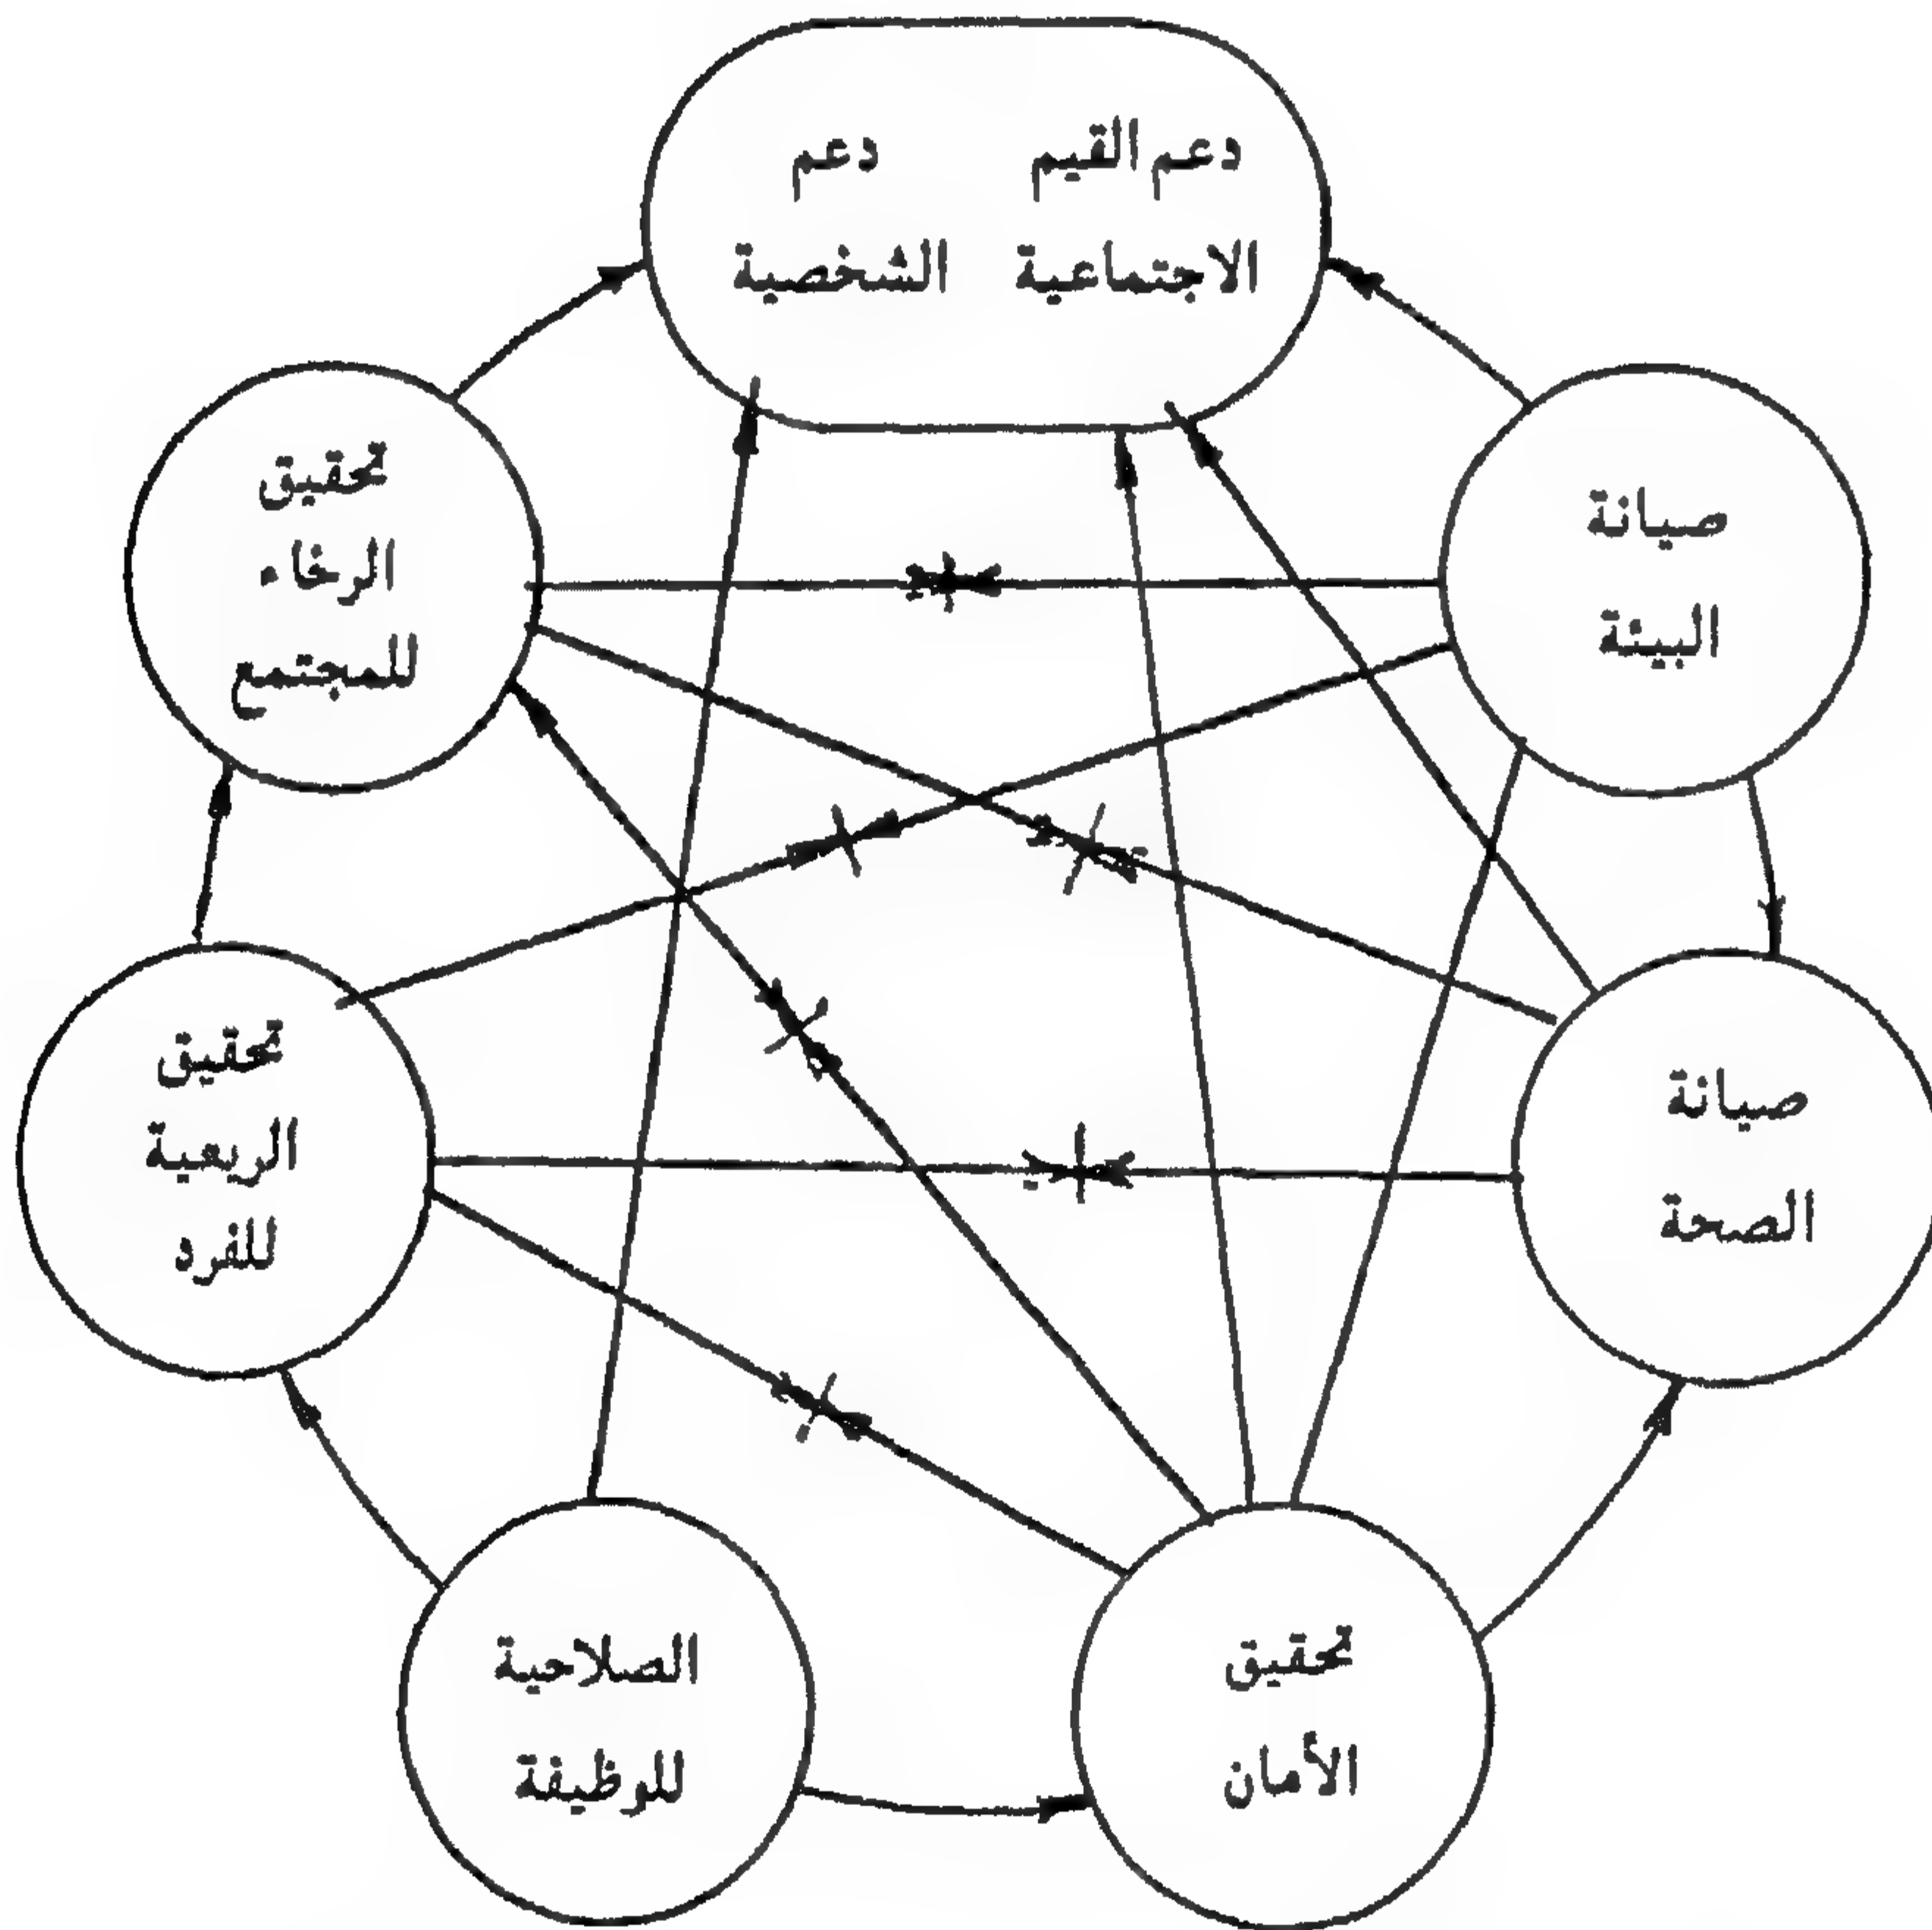 دعم القيم دعم
الاجتماعية الشخصية
صيانة
البيئة
تحقيق
الرخاء
للمجتمع
صيانة
الصحة
تحقيق
الربعية
للفرد
تحقيق
الأمان
الصلاحية
للوظيفة